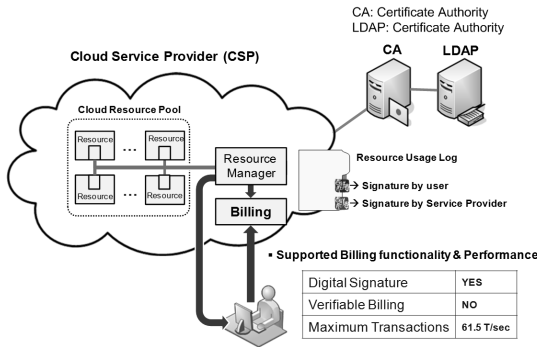 CA: Certificate Authority
LDAP: Certificate Authority
CA LDAP
Cloud Service Provider (CSP)
Cloud Resource Pool
Resource ... Resource
Resource ... Resource
Resource
Manager
Billing
Resource Usage Log
→ Signature by user
→ Signature by Service Provider
▪ Supported Billing functionality & Performance
Digital Signature YES
Verifiable Billing NO
Maximum Transactions 61.5 T/sec